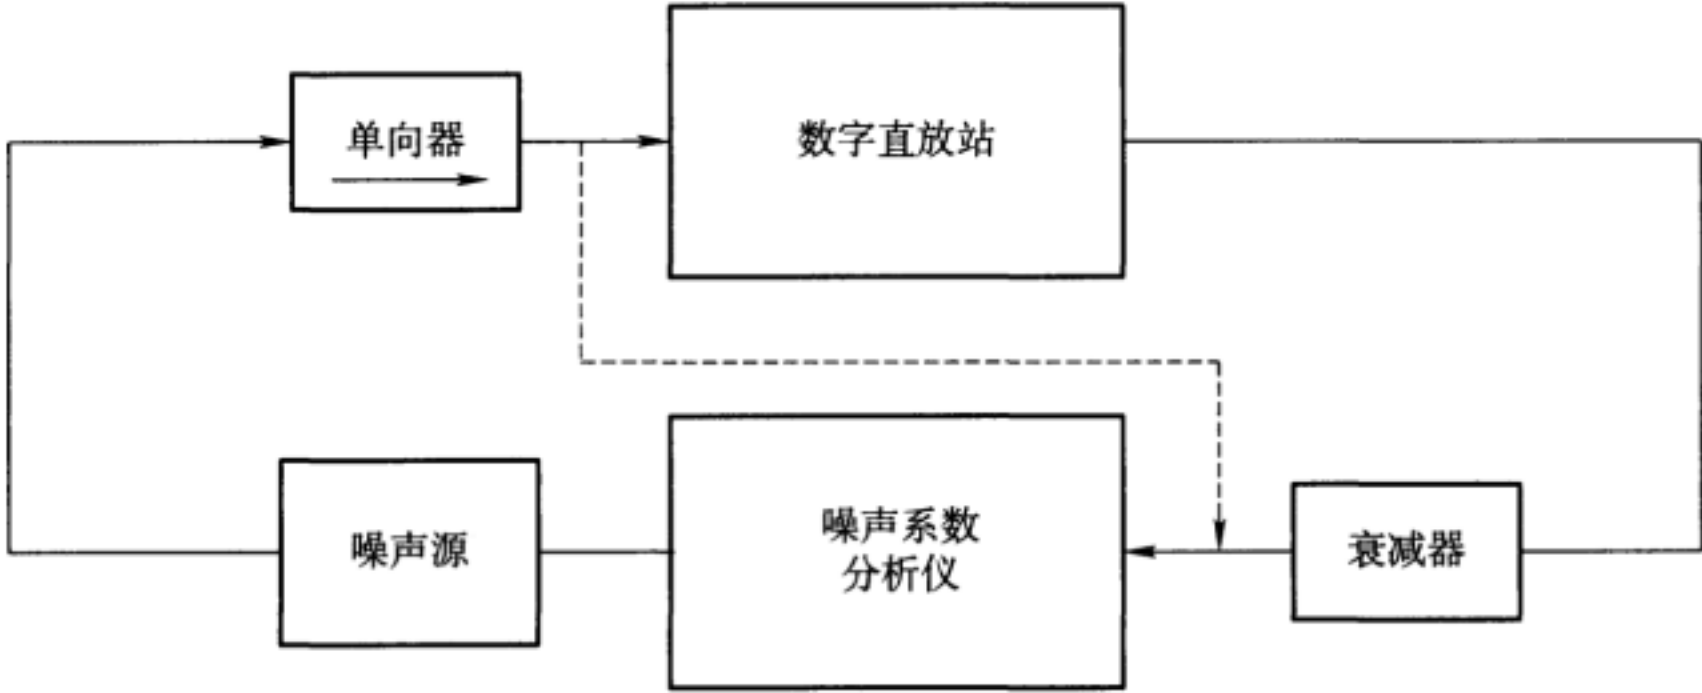 单向器
数字直放站
噪声源
噪声系数
分析仪
衰减器